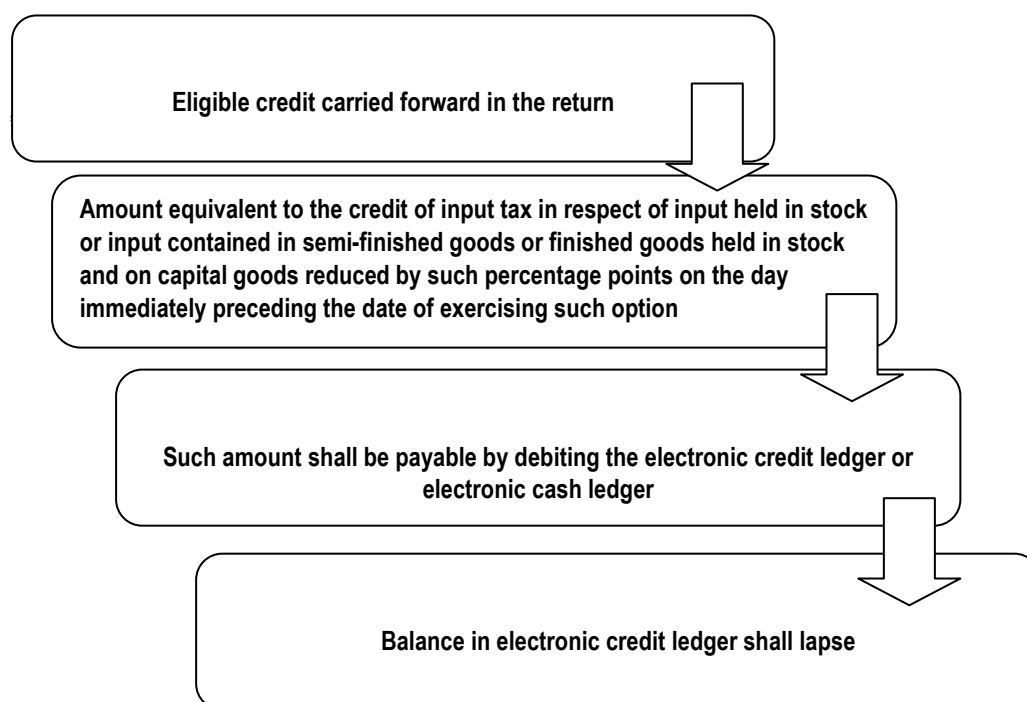 Eligible credit carried forward in the return
Amount equivalent to the credit of input tax in respect of input held in stock
or input contained in semi-finished goods or finished goods held in stock
and on capital goods reduced by such percentage points on the day
immediately preceding the date of exercising such option
Such amount shall be payable by debiting the electronic credit ledger or
electronic cash ledger
Balance in electronic credit ledger shall lapse